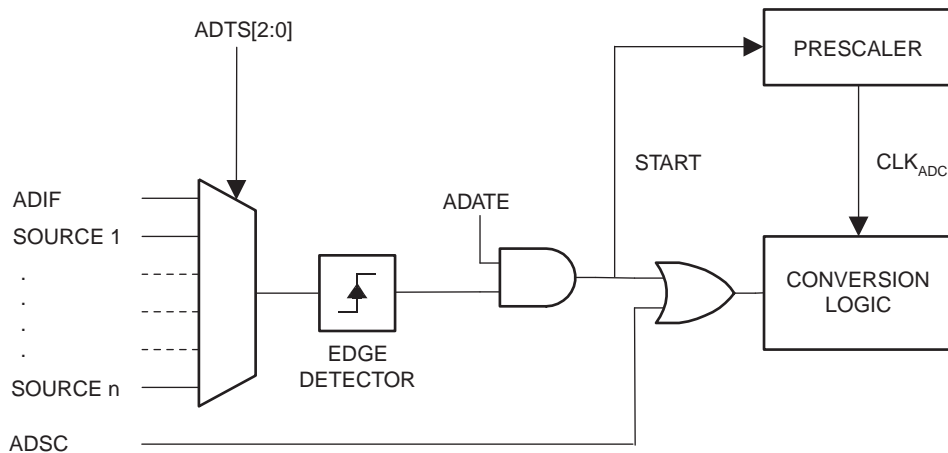 ADTS[2:0]
PRESCALER
START
CLKADC
ADIF
ADATE
SOURCE 1
.
.
.
.
CONVERSION
LOGIC
EDGE
DETECTOR
SOURCE n
ADSC